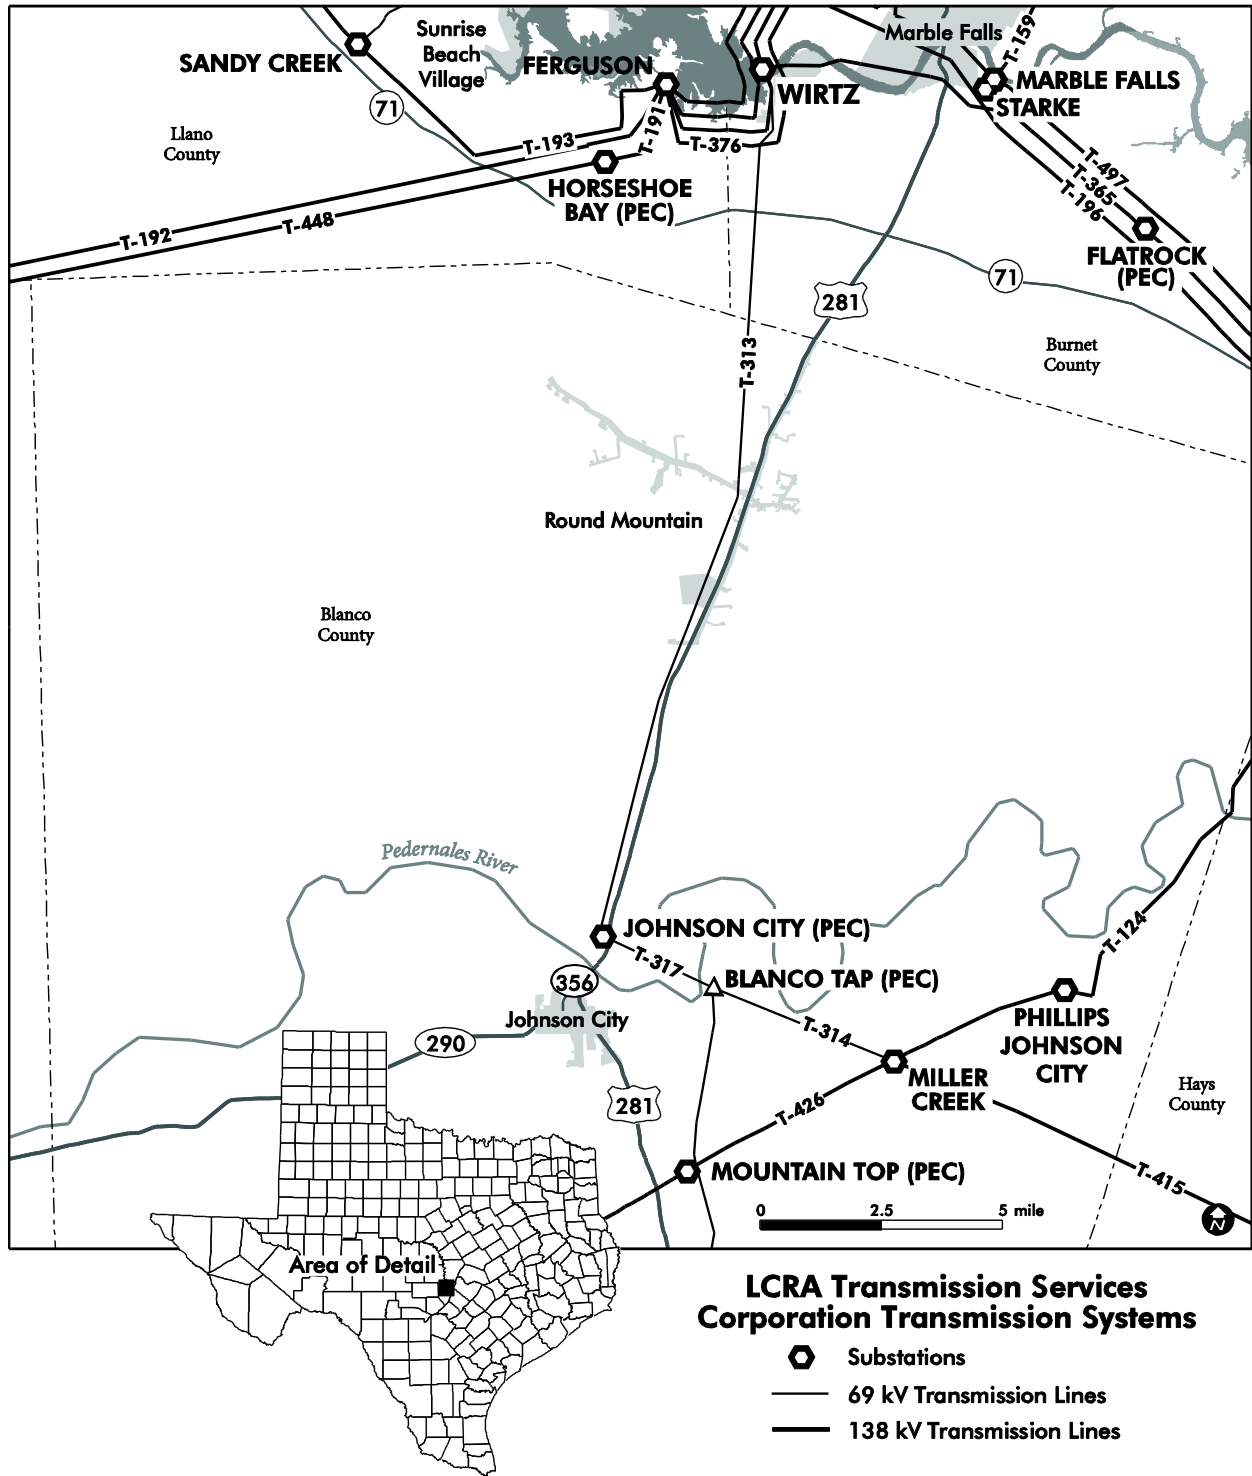 Sunrise
Beach
Village
Marble Falls
T-159
SANDY CREEK
FERGUSON
WIRTZ
MARBLE FALLS
STARKE
71
Llano
County
T-193
T-191
T-376
HORSESHOE
BAY (PEC)
T-497
T-365
T-196
T-192
T-448
FLATROCK
(PEC)
71
281
T-313
Burnet
County
Round Mountain
Blanco
County
Pedernales River
JOHNSON CITY (PEC)
T-317
T-124
356
BLANCO TAP (PEC)
Johnson City
T-314
PHILLIPS
JOHNSON
CITY
290
MILLER
CREEK
Hays
County
281
T-426
MOUNTAIN TOP (PEC)
T-415
0 2.5 5 mile
N
Area of Detail
LCRA Transmission Services
Corporation Transmission Systems
Substations
69 kV Transmission Lines
138 kV Transmission Lines